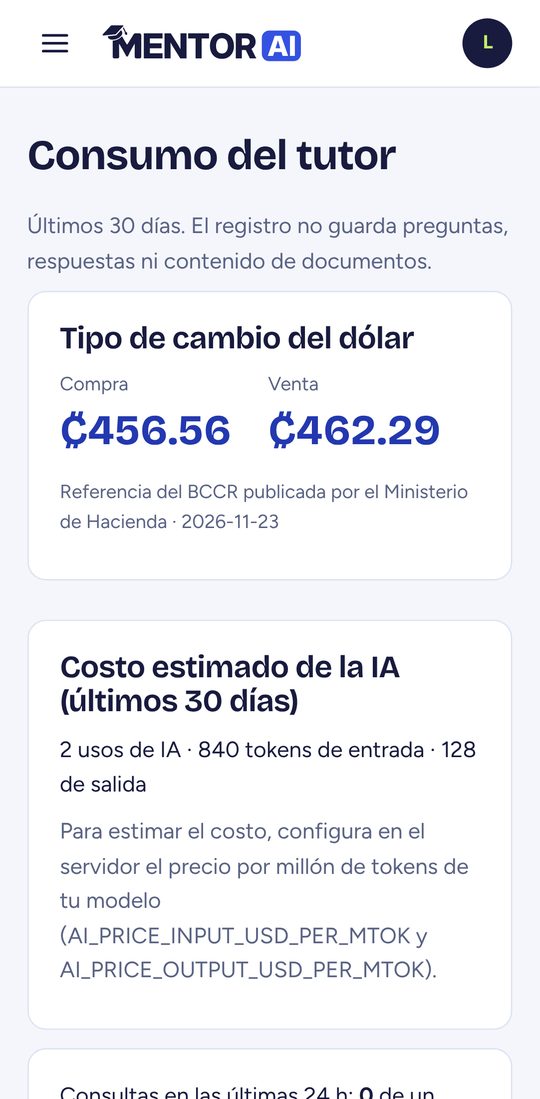 MENTOR AI
L
Consumo del tutor
Últimos 30 días. El registro no guarda preguntas,
respuestas ni contenido de documentos.
Tipo de cambio del dólar
Compra
Venta
₡456.56
₡462.29
Referencia del BCCR publicada por el Ministerio
de Hacienda · 2026-11-23
Costo estimado de la IA
(últimos 30 días)
2 usos de IA · 840 tokens de entrada · 128
de salida
Para estimar el costo, configura en el
servidor el precio por millón de tokens de
tu modelo
(AI_PRICE_INPUT_USD_PER_MTOK y
AI_PRICE_OUTPUT_USD_PER_MTOK).
Consultas en las últimas 24 h: 0 de un